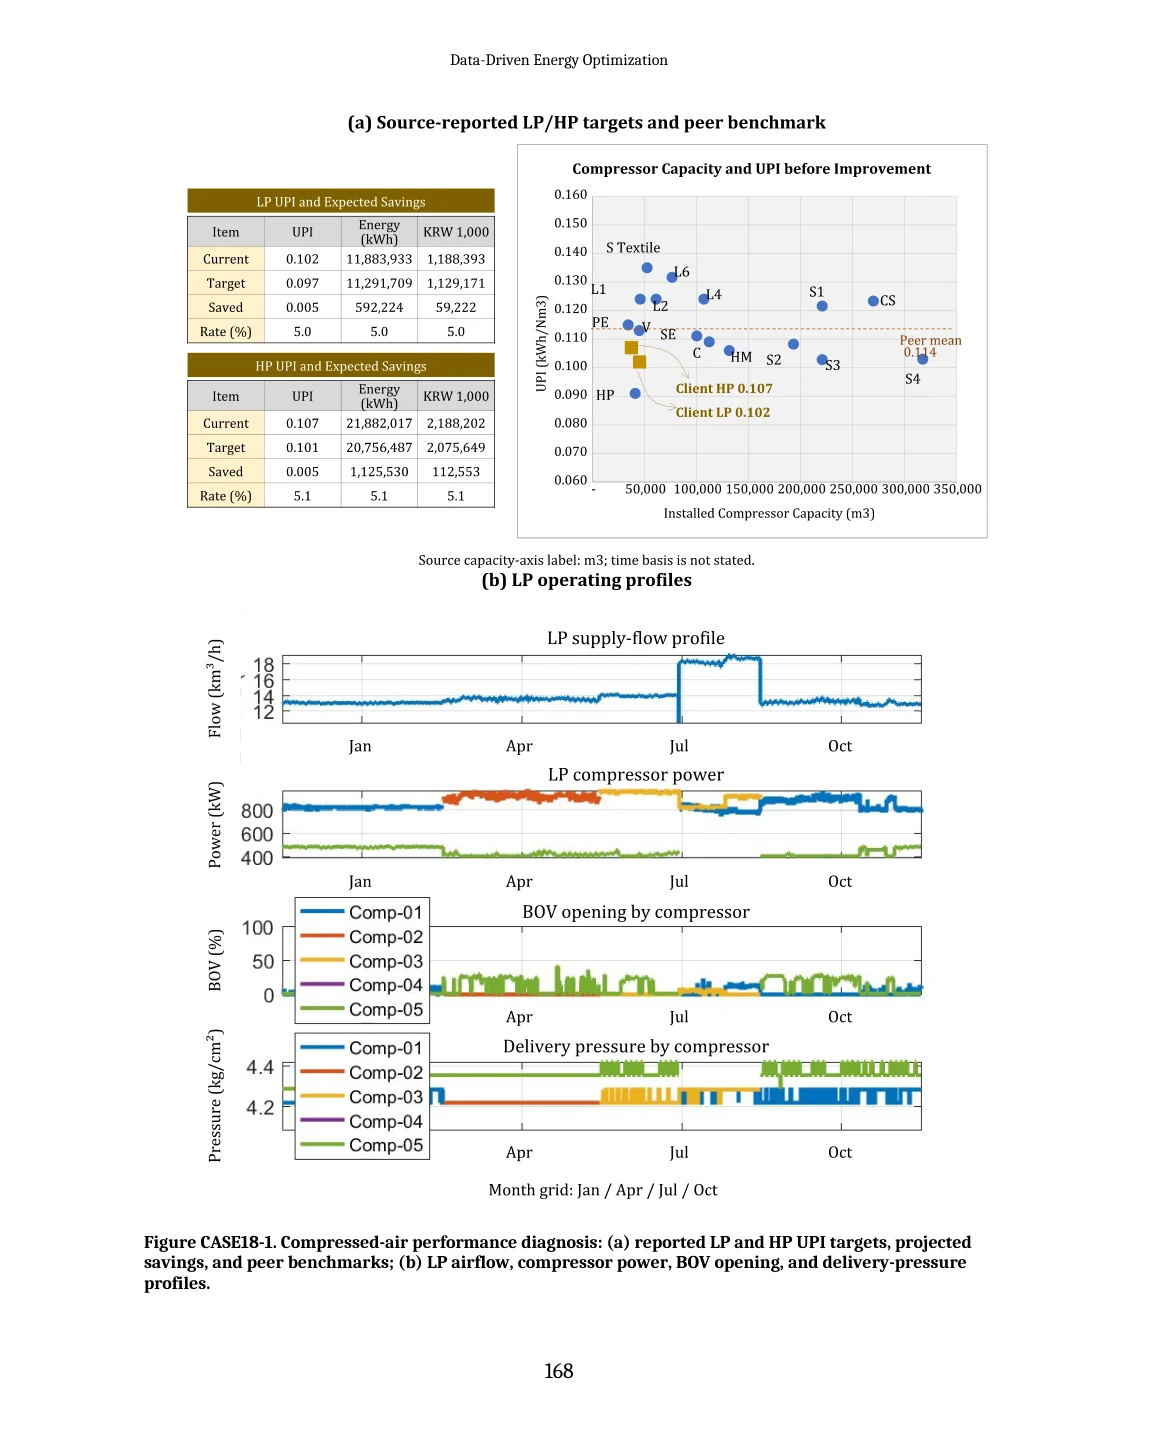 Data-Driven Energy Optimization
(a) Source-reported LP/HP targets and peer benchmark
LP UPI and Expected Savings
Item UPI Energy (kWh) KRW 1,000
Current 0.102 11,883,933 1,188,393
Target 0.097 11,291,709 1,129,171
Saved 0.005 592,224 59,222
Rate (%) 5.0 5.0 5.0
HP UPI and Expected Savings
Item UPI Energy (kWh) KRW 1,000
Current 0.107 21,882,017 2,188,202
Target 0.101 20,756,487 2,075,649
Saved 0.005 1,125,530 112,553
Rate (%) 5.1 5.1 5.1
Compressor Capacity and UPI before Improvement
UPI (kWh/Nm3)
0.160
0.150
0.140
0.130
0.120
0.110
0.100
0.090
0.080
0.070
0.060
S Textile
L6
L1
L2
L4
S1
CS
PE
V
SE
C
HM
S2
S3
S4
HP
Peer mean
0.114
Client HP 0.107
Client LP 0.102
- 50,000 100,000 150,000 200,000 250,000 300,000 350,000
Installed Compressor Capacity (m3)
Source capacity-axis label: m3; time basis is not stated.
(b) LP operating profiles
LP supply-flow profile
Flow (km³/h)
18
16
14
12
Jan Apr Jul Oct
LP compressor power
Power (kW)
800
600
400
Jan Apr Jul Oct
BOV opening by compressor
BOV (%)
100
50
0
Comp-01
Comp-02
Comp-03
Comp-04
Comp-05
Apr Jul Oct
Delivery pressure by compressor
Pressure (kg/cm²)
4.4
4.2
Comp-01
Comp-02
Comp-03
Comp-04
Comp-05
Apr Jul Oct
Month grid: Jan / Apr / Jul / Oct
Figure CASE18-1. Compressed-air performance diagnosis: (a) reported LP and HP UPI targets, projected
savings, and peer benchmarks; (b) LP airflow, compressor power, BOV opening, and delivery-pressure
profiles.
168